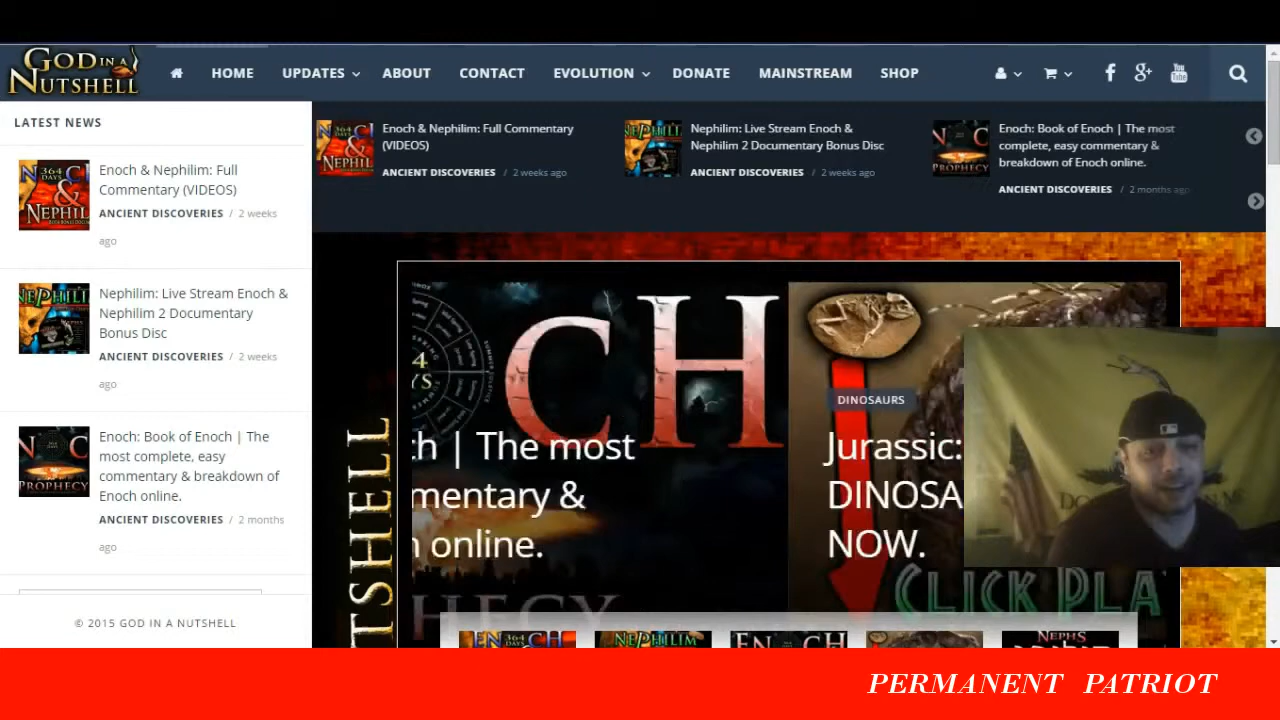 GOD IN A
NUTSHELL
HOME UPDATES ABOUT CONTACT EVOLUTION DONATE MAINSTREAM SHOP
LATEST NEWS
Enoch & Nephilim: Full
Commentary (VIDEOS)
ANCIENT DISCOVERIES / 2 weeks
ago
Nephilim: Live Stream Enoch &
Nephilim 2 Documentary
Bonus Disc
ANCIENT DISCOVERIES / 2 weeks
ago
Enoch: Book of Enoch | The
most complete, easy
commentary & breakdown of
Enoch online.
ANCIENT DISCOVERIES / 2 months
ago
© 2015 GOD IN A NUTSHELL
Enoch & Nephilim: Full Commentary
(VIDEOS)
ANCIENT DISCOVERIES / 2 weeks ago
Nephilim: Live Stream Enoch &
Nephilim 2 Documentary Bonus Disc
ANCIENT DISCOVERIES / 2 weeks ago
Enoch: Book of Enoch | The most
complete, easy commentary &
breakdown of Enoch online.
ANCIENT DISCOVERIES / 2 months ago
CH
ch | The most
mentary &
online.
DINOSAURS
Jurassic:
DINOSA
NOW.
CLICK PLA
TSHELL
PERMANENT PATRIOT